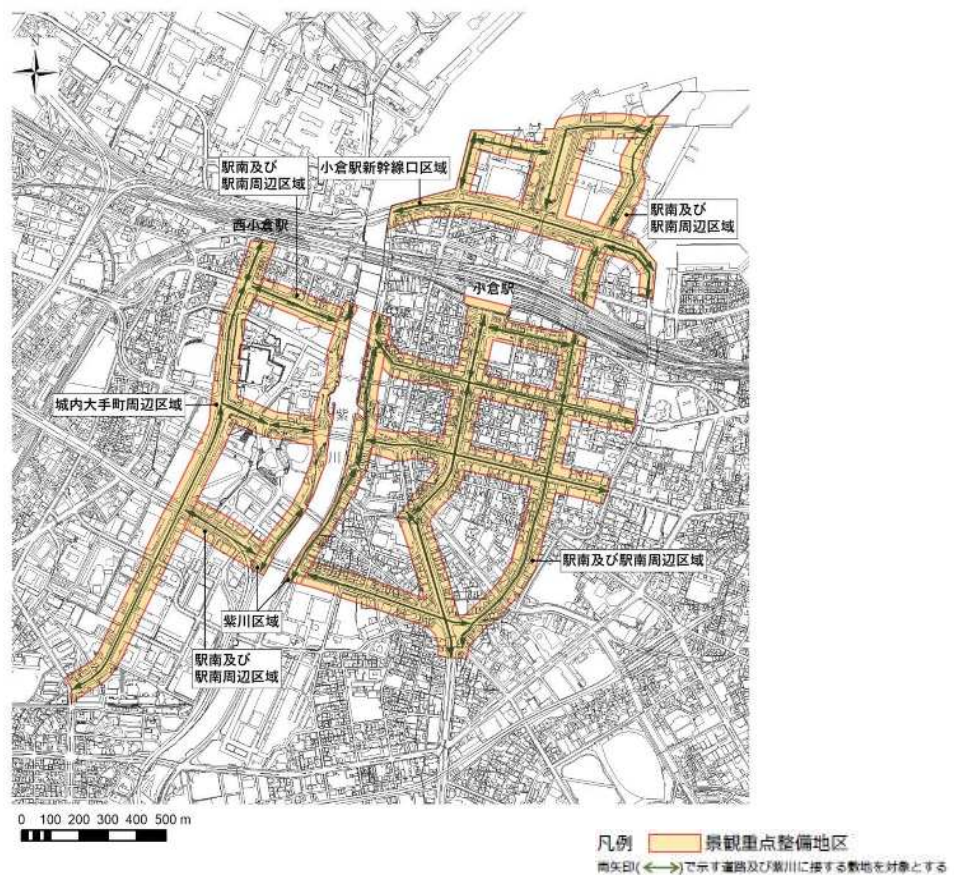 駅南及び
駅南周辺区域
小倉駅新幹線口区域
西小倉駅
駅南及び
駅南周辺区域
小倉駅
城内大手町周辺区域
紫
川
駅南及び駅南周辺区域
紫川区域
駅南及び
駅南周辺区域
0 100 200 300 400 500 m
凡例 景観重点整備地区
両矢印(⟷)で示す道路及び紫川に接する敷地を対象とする